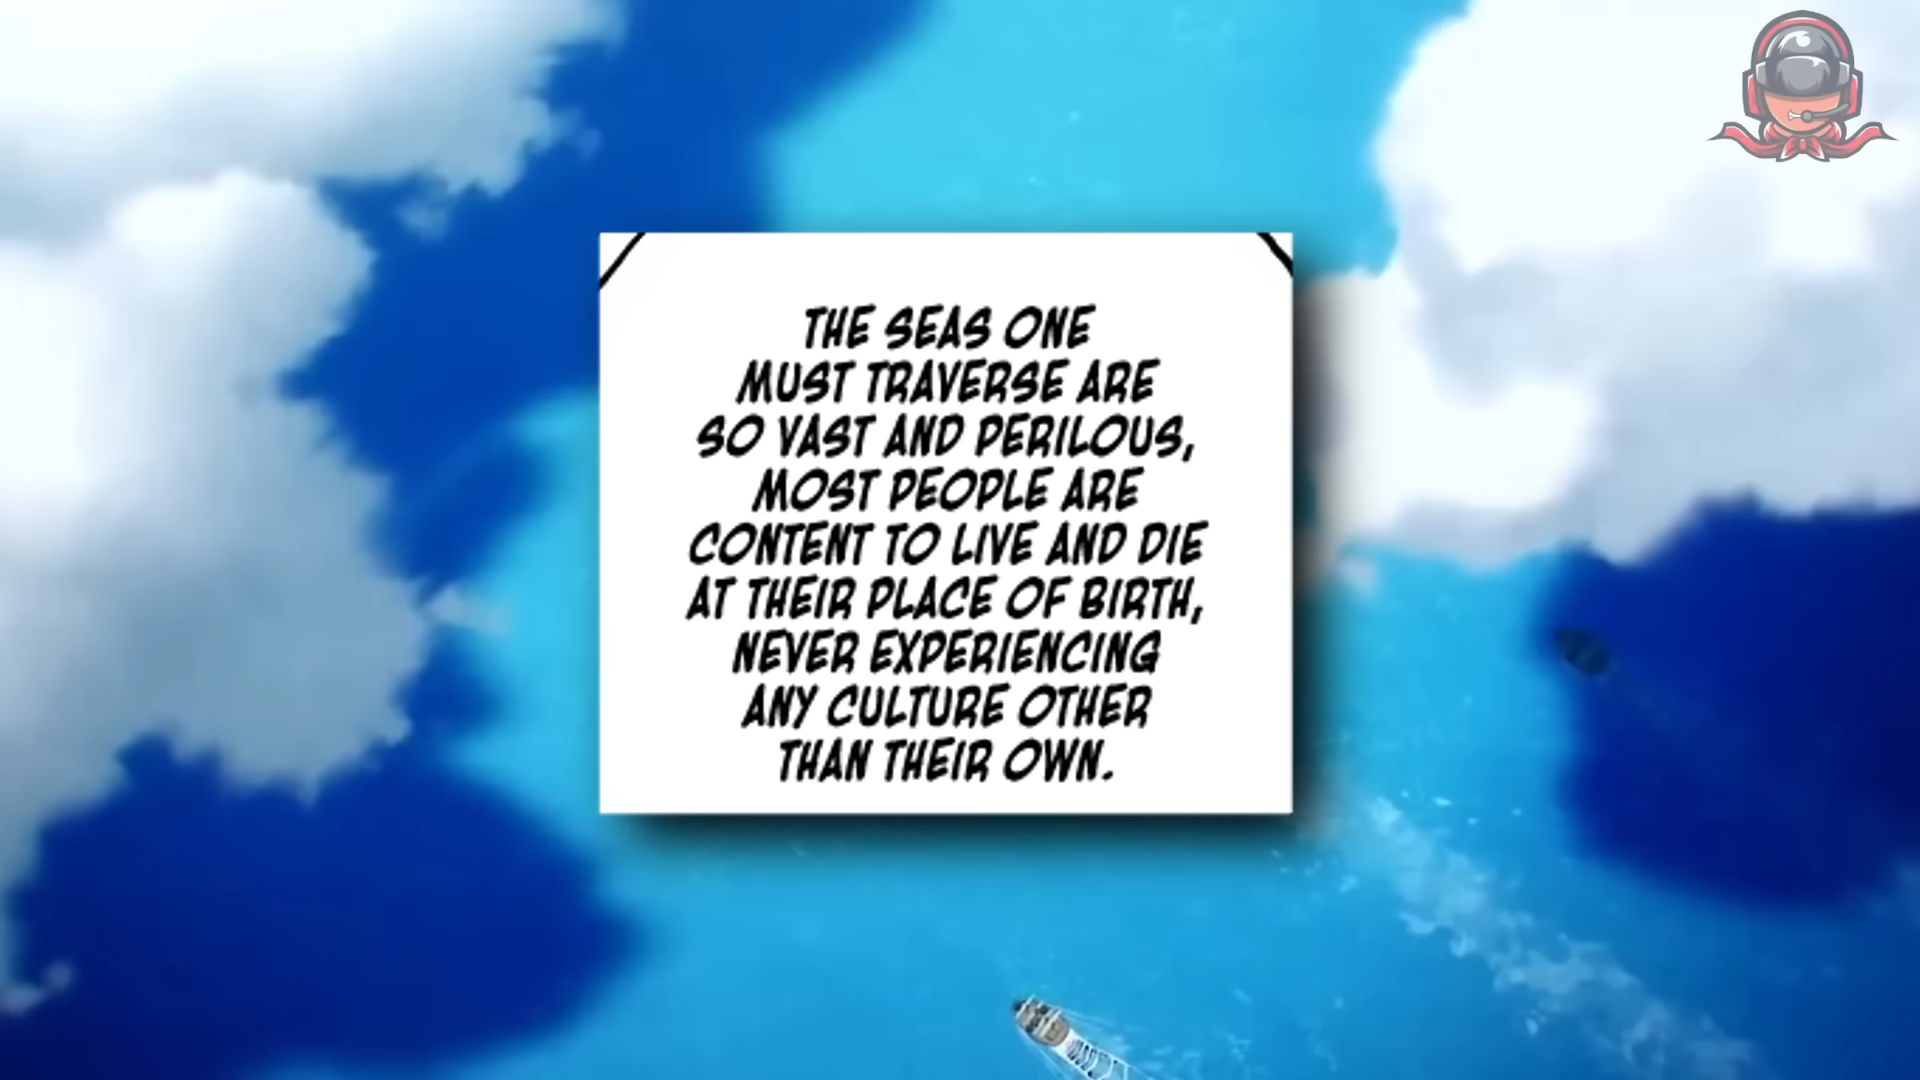 THE SEAS ONE
MUST TRAVERSE ARE
SO VAST AND PERILOUS,
MOST PEOPLE ARE
CONTENT TO LIVE AND DIE
AT THEIR PLACE OF BIRTH,
NEVER EXPERIENCING
ANY CULTURE OTHER
THAN THEIR OWN.